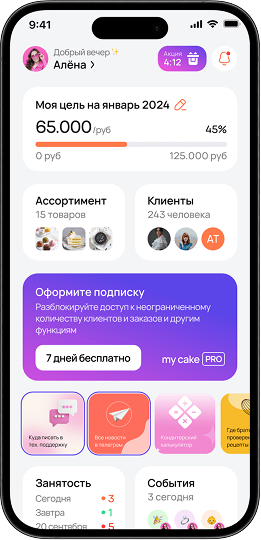 9:41
Добрый вечер ✨
Алёна
Акция
4:12
Моя цель на январь 2024
65.000/руб
45%
0 руб
125.000 руб
Ассортимент
15 товаров
Клиенты
243 человека
АТ
Оформите подписку
Разблокируйте доступ к неограниченному
количеству клиентов и заказов и другим
функциям
7 дней бесплатно
my cake PRO
Куда писать в
тех. поддержку
Все новости
в телеграм
Кондитерский
калькулятор
Где брать
проверен
рецепты
Занятость
Сегодня
3
Завтра
1
20 сентября
5
События
3 сегодня